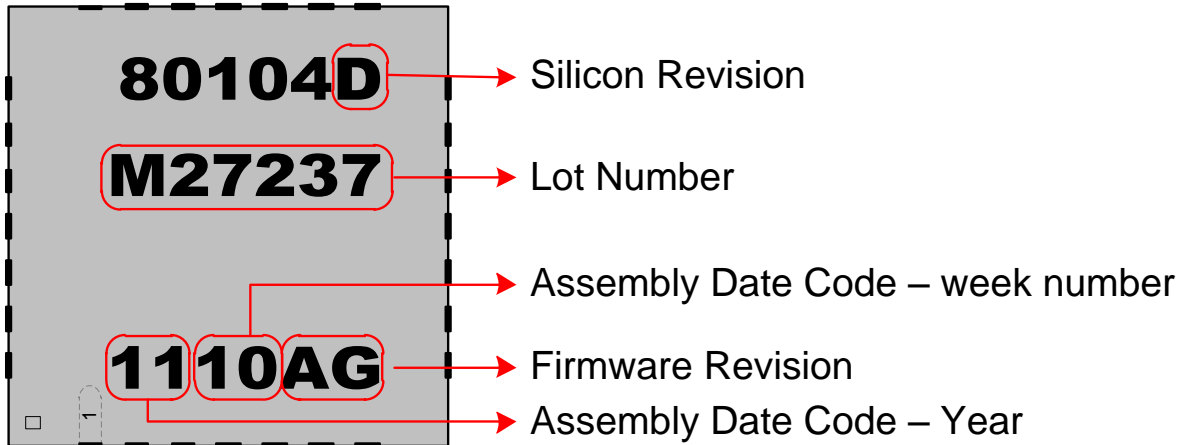 80104D
Silicon Revision
M27237
Lot Number
Assembly Date Code – week number
1110AG
Firmware Revision
Assembly Date Code – Year
1